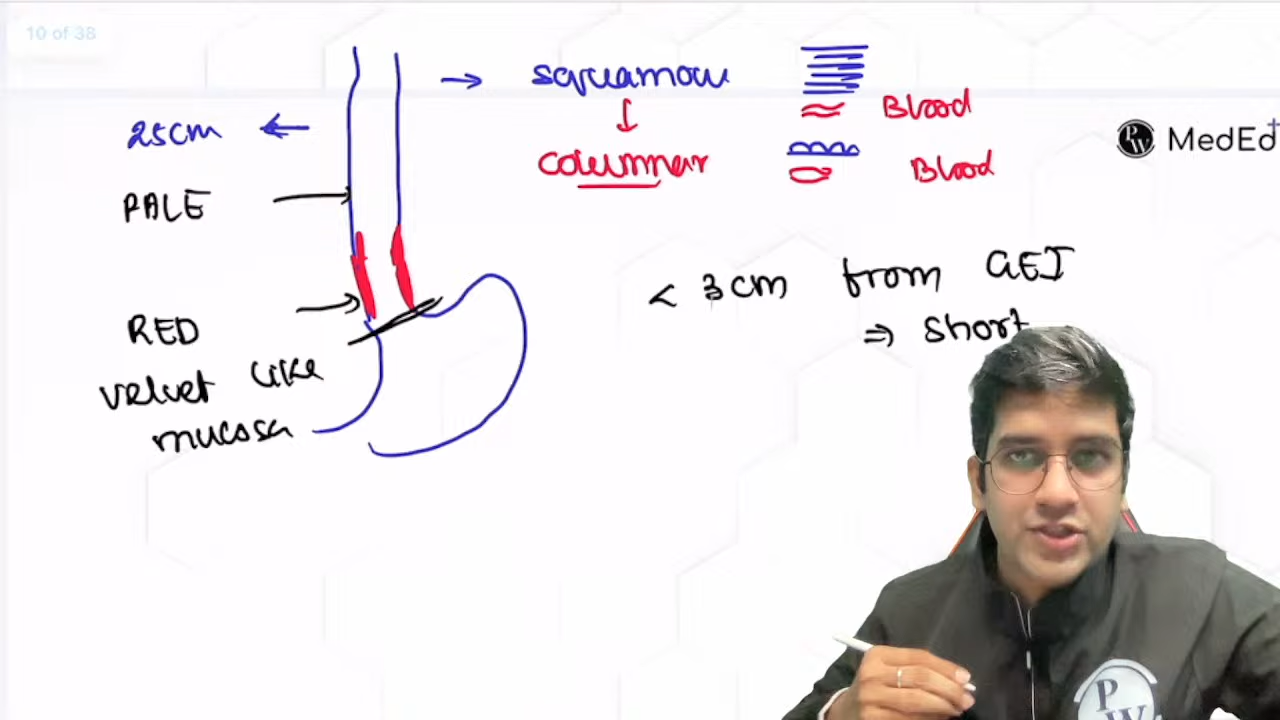 10 of 38
squamous
Blood
25cm
columnar
Blood
PALE
RED
velvet like
mucosa
< 3cm from GEJ
⇒ short
PW MedEd+
PW